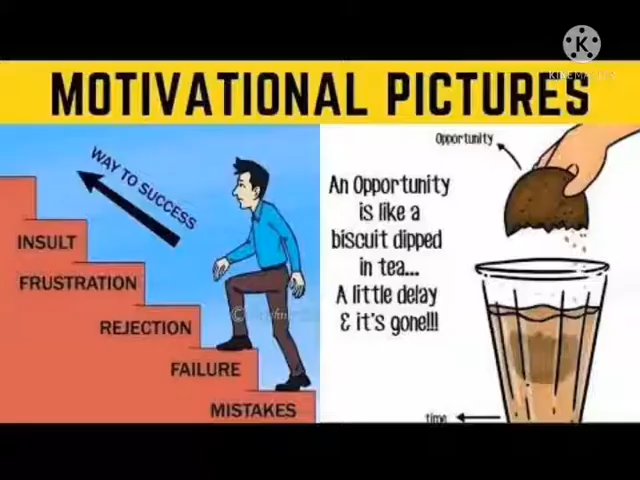 KINEMASTER
MOTIVATIONAL PICTURES
WAY TO SUCCESS
INSULT
FRUSTRATION
REJECTION
FAILURE
MISTAKES
Opportunity
An Opportunity
is like a
biscuit dipped
in tea...
A little delay
& it's gone!!!
time